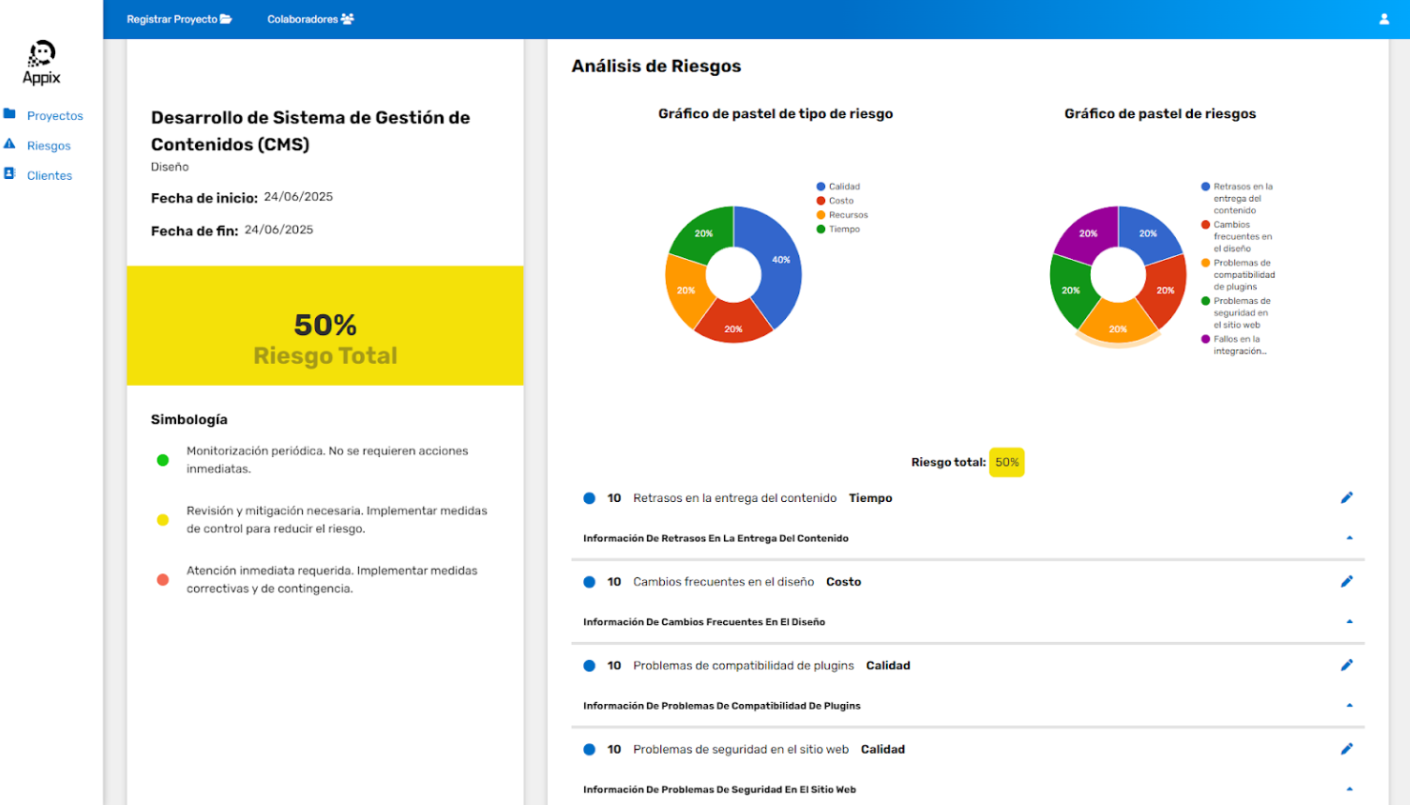 Registrar Proyecto
Colaboradores
Appix
Proyectos
Riesgos
Clientes
Desarrollo de Sistema de Gestión de
Contenidos (CMS)
Diseño
Fecha de inicio: 24/06/2025
Fecha de fin: 24/06/2025
50%
Riesgo Total
Simbología
Monitorización periódica. No se requieren acciones
inmediatas.
Revisión y mitigación necesaria. Implementar medidas
de control para reducir el riesgo.
Atención inmediata requerida. Implementar medidas
correctivas y de contingencia.
Análisis de Riesgos
Gráfico de pastel de tipo de riesgo
20%
40%
20%
20%
Calidad
Costo
Recursos
Tiempo
Gráfico de pastel de riesgos
20%
20%
20%
20%
20%
Retrasos en la
entrega del
contenido
Cambios
frecuentes en
el diseño
Problemas de
compatibilidad
de plugins
Problemas de
seguridad en
el sitio web
Fallos en la
integración...
Riesgo total: 50%
10 Retrasos en la entrega del contenido Tiempo
Información De Retrasos En La Entrega Del Contenido
10 Cambios frecuentes en el diseño Costo
Información De Cambios Frecuentes En El Diseño
10 Problemas de compatibilidad de plugins Calidad
Información De Problemas De Compatibilidad De Plugins
10 Problemas de seguridad en el sitio web Calidad
Información De Problemas De Seguridad En El Sitio Web